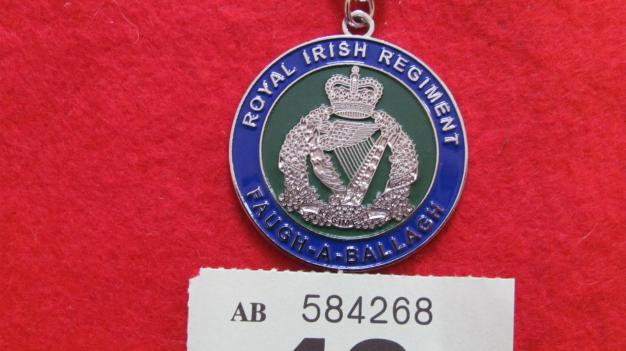 ROYAL IRISH REGIMENT
FAUGH-A-BALLAGH
AB 584268